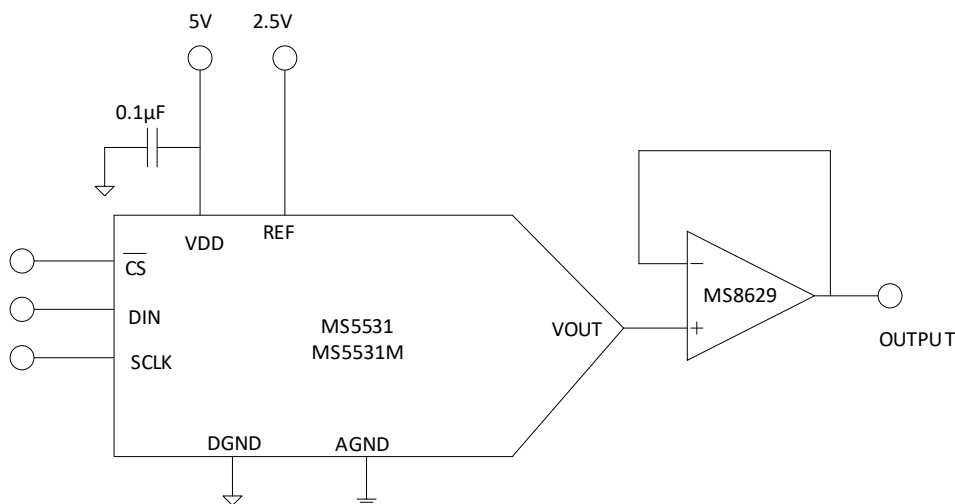 5V
2.5V
0.1µF
VDD
REF
CS
DIN
SCLK
MS5531
MS5531M
VOUT
DGND
AGND
−
+
MS8629
OUTPUT